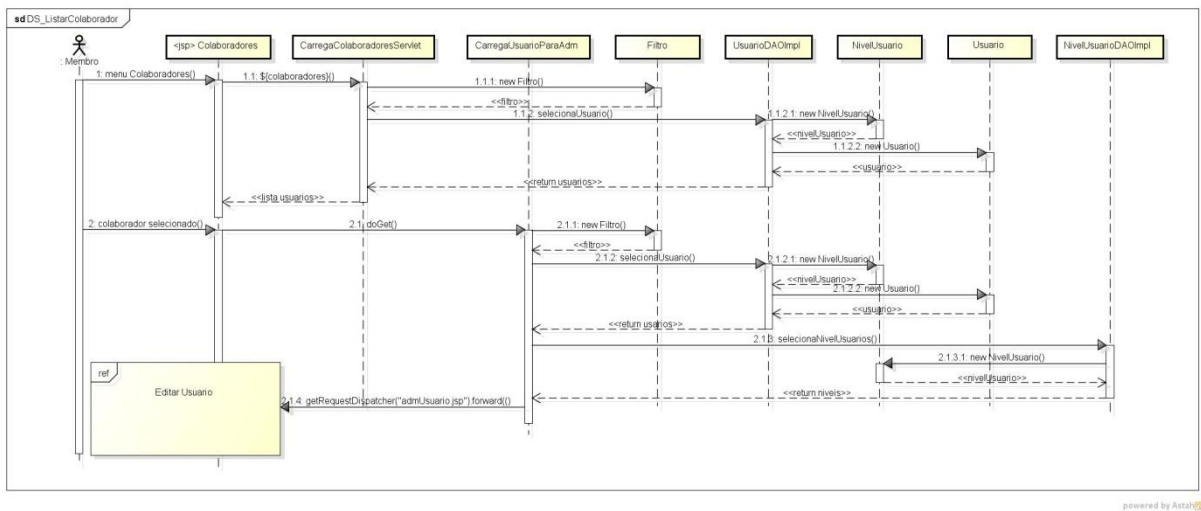 sd DS_ListarColaborador
: Membro
<jsp> Colaboradores
CarregaColaboradoresServlet
CarregaUsuarioParaAdm
Filtro
UsuarioDAOImpl
NivelUsuario
Usuario
NivelUsuarioDAOImpl
1: menu Colaboradores()
1.1: ${colaboradores}()
1.1.1: new Filtro()
<<filtro>>
1.1.2: selecionaUsuario()
1.1.2.1: new NivelUsuario()
<<nivelUsuario>>
1.1.2.2: new Usuario()
<<usuario>>
<<return usuarios>>
<<lista usuarios>>
2: colaborador selecionado()
2.1: doGet()
2.1.1: new Filtro()
<<filtro>>
2.1.2: selecionaUsuario()
2.1.2.1: new NivelUsuario()
<<nivelUsuario>>
2.1.2.2: new Usuario()
<<usuario>>
<<return usarios>>
2.1.3: selecionaNivelUsuarios()
2.1.3.1: new NivelUsuario()
<<nivelUsuario>>
<<return niveis>>
ref
Editar Usuario
2.1.4: getRequestDispatcher("admUsuario.jsp").forward(()
powered by Astah